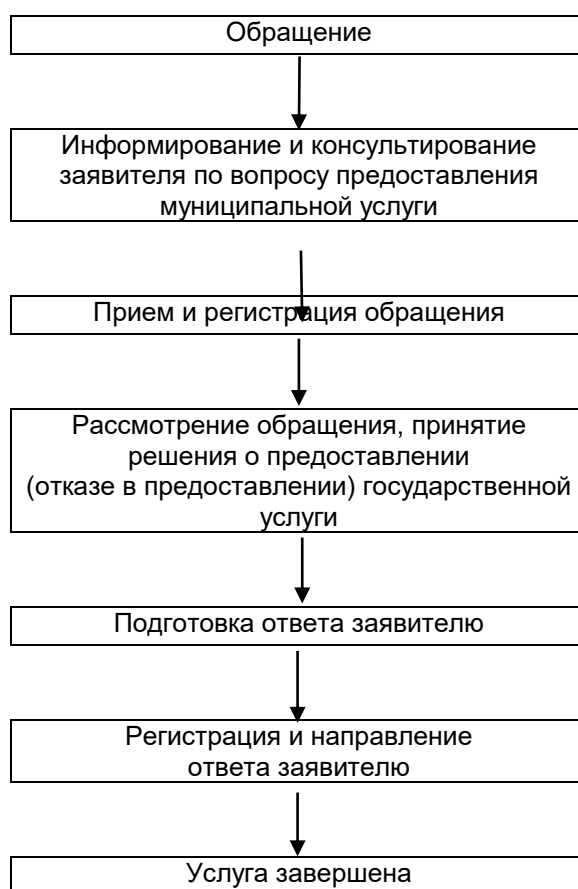 Обращение
Информирование и консультирование
заявителя по вопросу предоставления
муниципальной услуги
Прием и регистрация обращения
Рассмотрение обращения, принятие
решения о предоставлении
(отказе в предоставлении) государственной
услуги
Подготовка ответа заявителю
Регистрация и направление
ответа заявителю
Услуга завершена